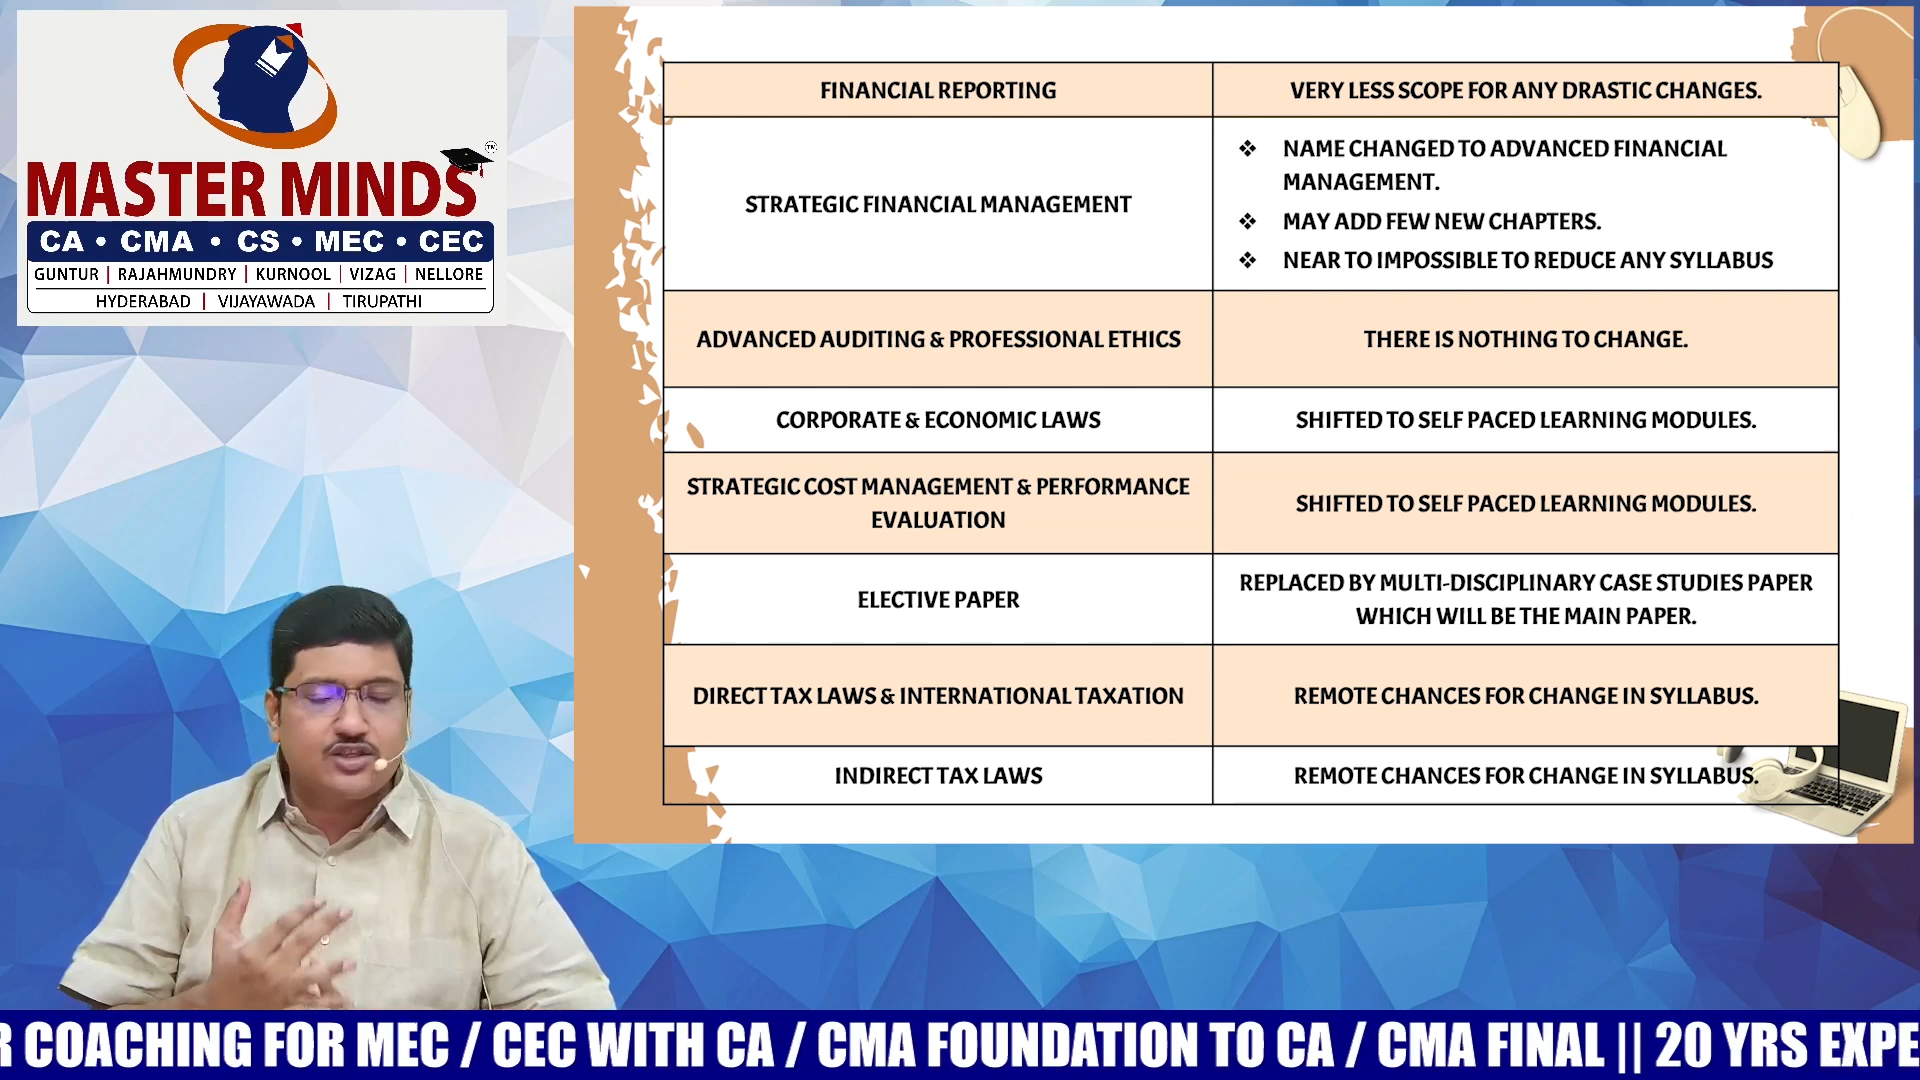 TM
MASTER MINDS
CA • CMA • CS • MEC • CEC
GUNTUR | RAJAHMUNDRY | KURNOOL | VIZAG | NELLORE
HYDERABAD | VIJAYAWADA | TIRUPATHI
FINANCIAL REPORTING
VERY LESS SCOPE FOR ANY DRASTIC CHANGES.
STRATEGIC FINANCIAL MANAGEMENT
❖ NAME CHANGED TO ADVANCED FINANCIAL
MANAGEMENT.
❖ MAY ADD FEW NEW CHAPTERS.
❖ NEAR TO IMPOSSIBLE TO REDUCE ANY SYLLABUS
ADVANCED AUDITING & PROFESSIONAL ETHICS
THERE IS NOTHING TO CHANGE.
CORPORATE & ECONOMIC LAWS
SHIFTED TO SELF PACED LEARNING MODULES.
STRATEGIC COST MANAGEMENT & PERFORMANCE
EVALUATION
SHIFTED TO SELF PACED LEARNING MODULES.
ELECTIVE PAPER
REPLACED BY MULTI-DISCIPLINARY CASE STUDIES PAPER
WHICH WILL BE THE MAIN PAPER.
DIRECT TAX LAWS & INTERNATIONAL TAXATION
REMOTE CHANCES FOR CHANGE IN SYLLABUS.
INDIRECT TAX LAWS
REMOTE CHANCES FOR CHANGE IN SYLLABUS.
R COACHING FOR MEC / CEC WITH CA / CMA FOUNDATION TO CA / CMA FINAL || 20 YRS EXPE